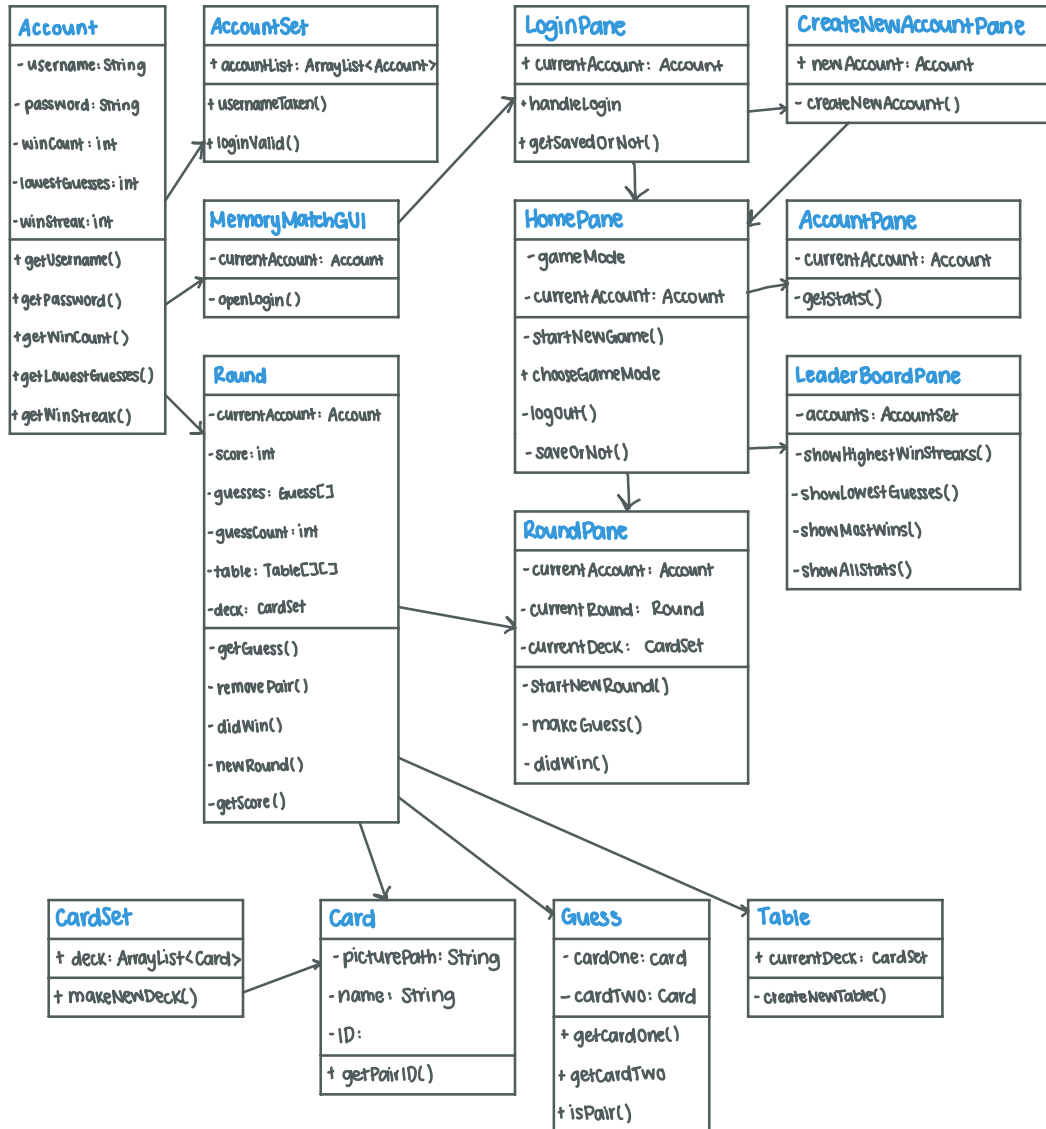 Account
- username: String
- password: String
- winCount: int
- lowestGuesses: int
- winStreak: int
+ getUsername()
+ getPassword()
+ getWinCount()
+ getLowestGuesses()
+ getWinStreak()
AccountSet
+ accountList: ArrayList<Account>
+ usernameTaken()
+ loginValid()
LoginPane
+ currentAccount: Account
+ handleLogin
+ getSavedOrNot()
CreateNewAccountPane
+ newAccount: Account
- createNewAccount()
MemoryMatchGUI
- currentAccount: Account
- openLogin()
HomePane
- gameMode
- currentAccount: Account
- startNewGame()
+ chooseGameMode
- logOut()
- saveOrNot()
AccountPane
- currentAccount: Account
- getStats()
Round
- currentAccount: Account
- score: int
- guesses: Guess[]
- guessCount: int
- table: Table[][]
- deck: CardSet
- getGuess()
- removePair()
- didWin()
- newRound()
- getScore()
LeaderBoardPane
- accounts: AccountSet
- showHighestWinStreaks()
- showLowestGuesses()
- showMostWins()
- showAllStats()
RoundPane
- currentAccount: Account
- currentRound: Round
- currentDeck: CardSet
- startNewRound()
- makeGuess()
- didWin()
CardSet
+ deck: ArrayList<Card>
+ makeNewDeck()
Card
- picturePath: String
- name: String
- ID:
+ getPairID()
Guess
- cardOne: card
- cardTwo: Card
+ getCardOne()
+ getCardTwo
+ isPair()
Table
+ currentDeck: CardSet
- createNewTable()